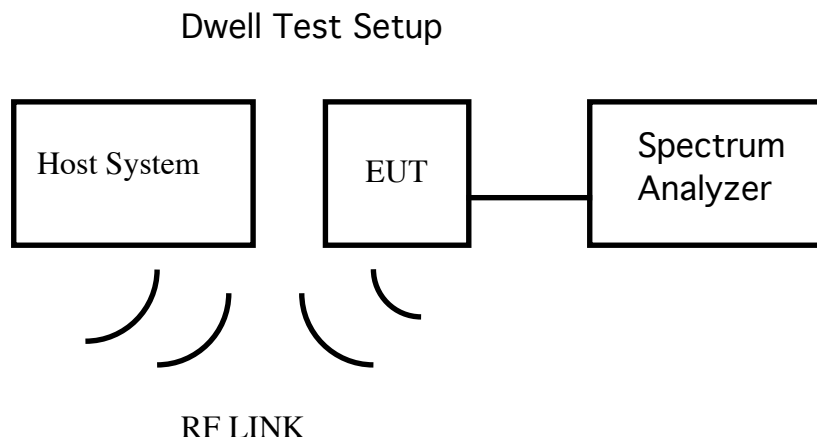 Dwell Test Setup
Host System
EUT
Spectrum
Analyzer
RF LINK